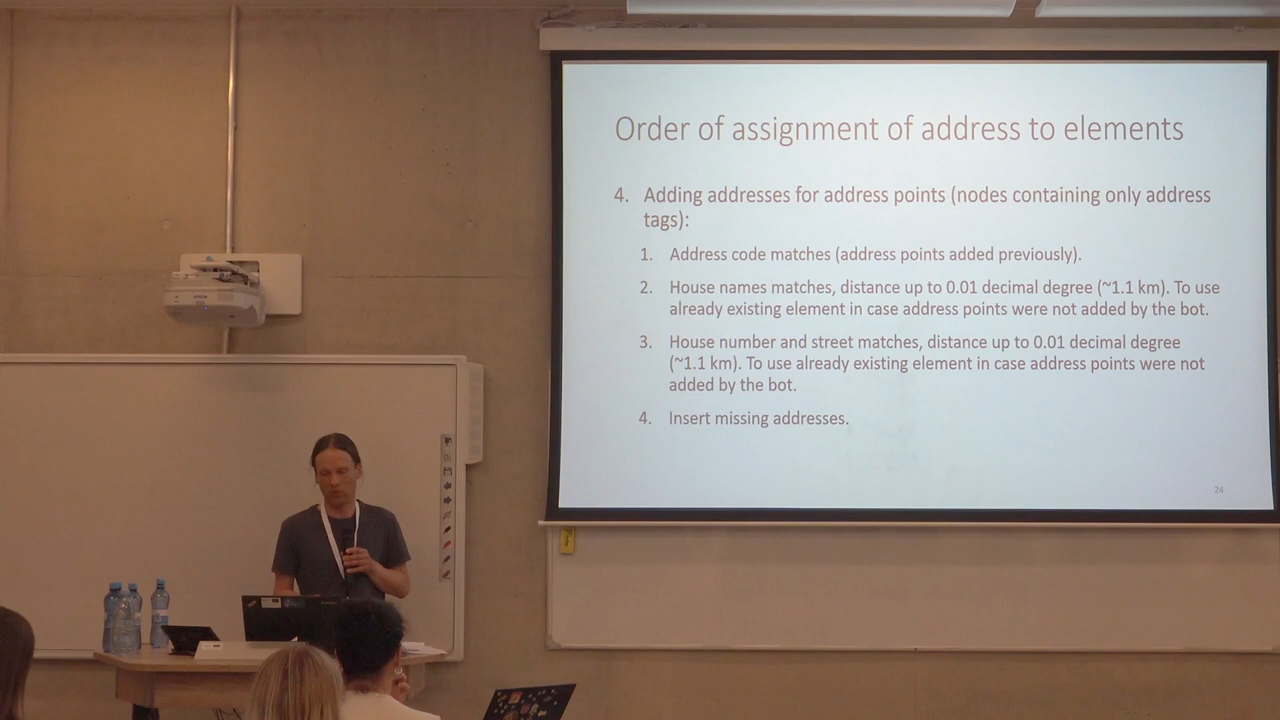 Order of assignment of address to elements
4. Adding addresses for address points (nodes containing only address
tags):
1. Address code matches (address points added previously).
2. House names matches, distance up to 0.01 decimal degree (~1.1 km). To use
already existing element in case address points were not added by the bot.
3. House number and street matches, distance up to 0.01 decimal degree
(~1.1 km). To use already existing element in case address points were not
added by the bot.
4. Insert missing addresses.
24